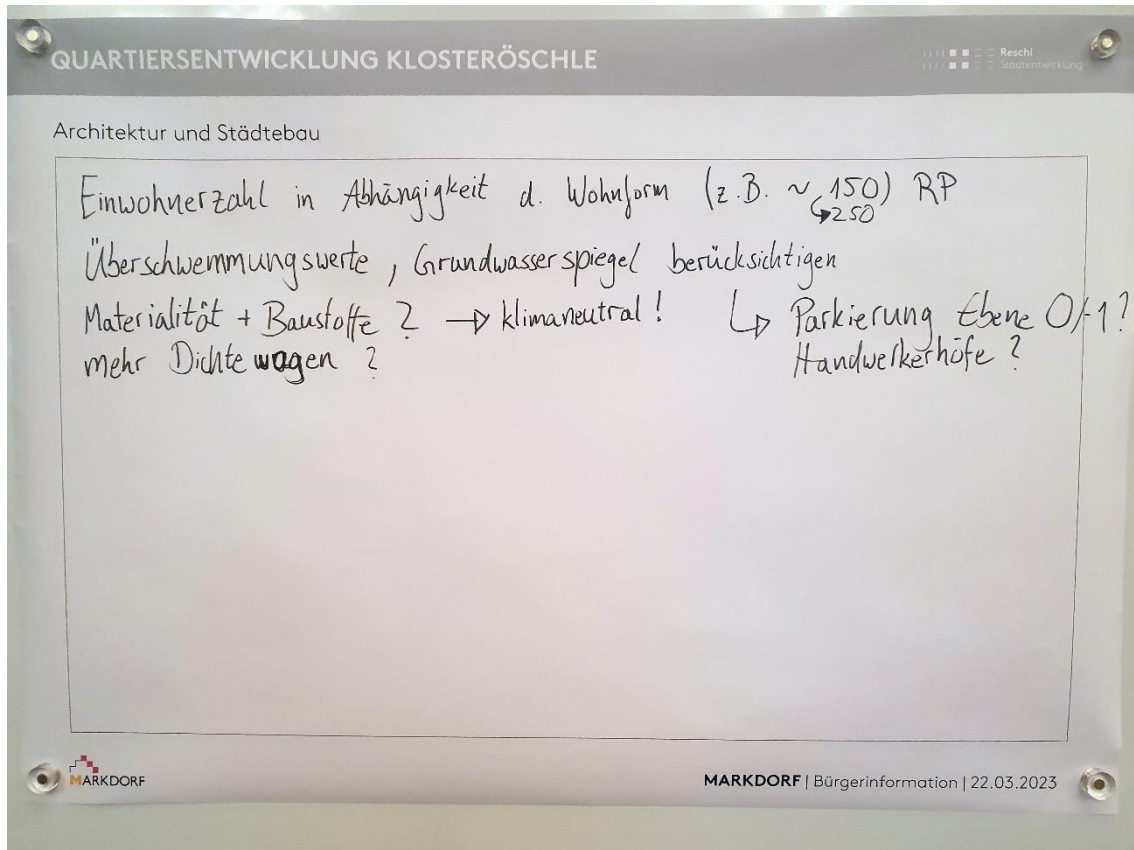 QUARTIERSENTWICKLUNG KLOSTERÖSCHLE
Reschl
Stadtentwicklung
Architektur und Städtebau
Einwohnerzahl in Abhängigkeit d. Wohnform (z.B. ~ 150) RP
↳250
Überschwemmungswerte, Grundwasserspiegel berücksichtigen
Materialität + Baustoffe ? → klimaneutral! ↳ Parkierung Ebene 0/-1?
mehr Dichte wagen ? Handwerkerhöfe ?
MARKDORF
MARKDORF | Bürgerinformation | 22.03.2023